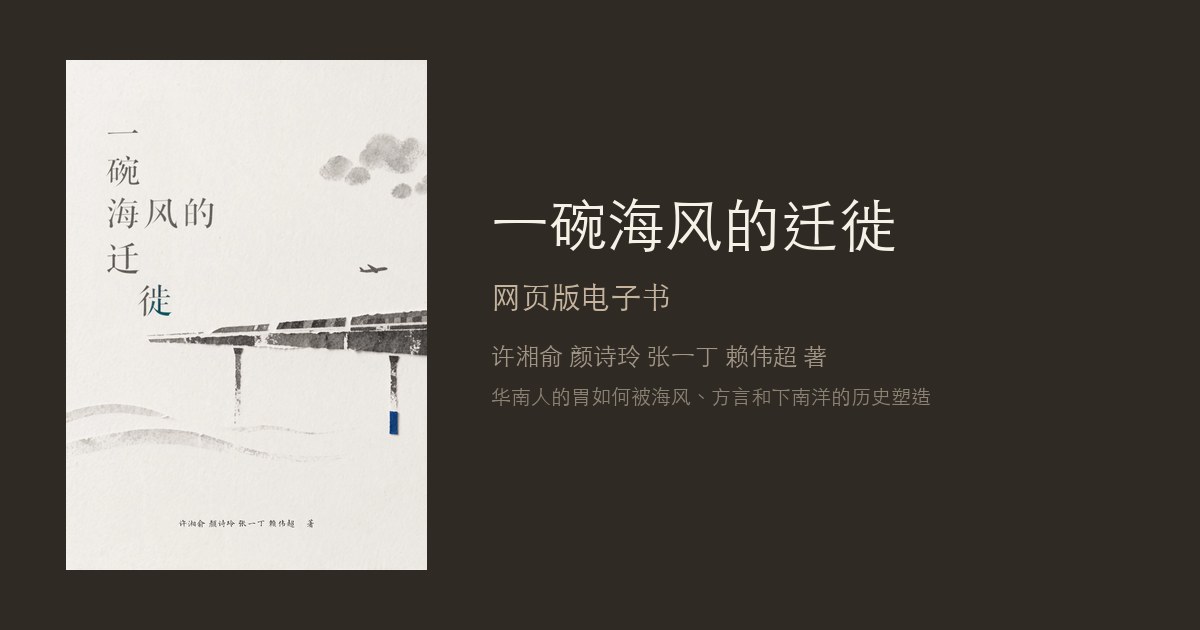 一
碗
海风的
迁
徙
许湘俞 颜诗玲 张一丁 赖伟超 著
一碗海风的迁徙
网页版电子书
许湘俞 颜诗玲 张一丁 赖伟超 著
华南人的胃如何被海风、方言和下南洋的历史塑造